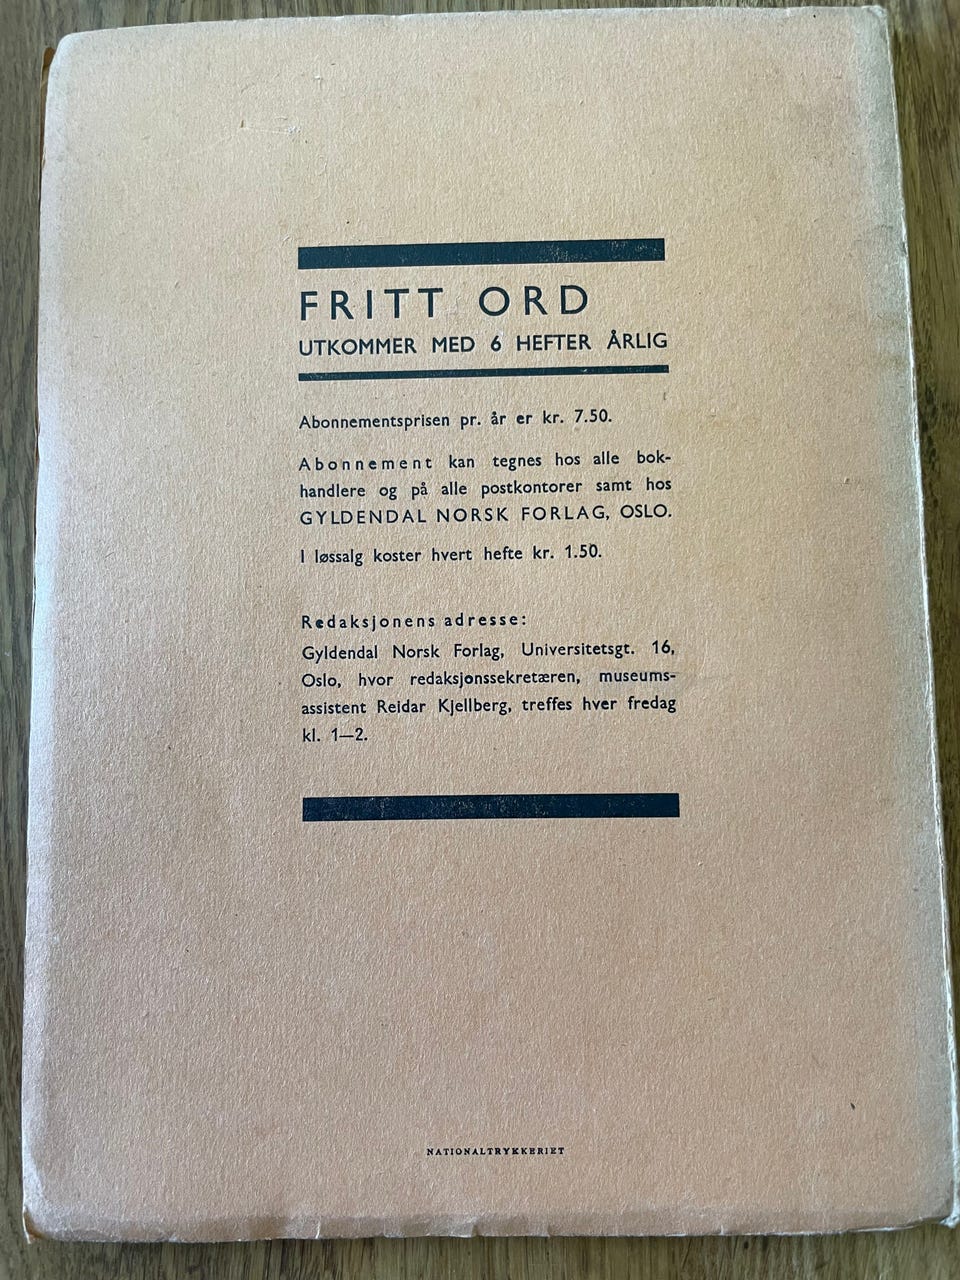 FRITT ORD
UTKOMMER MED 6 HEFTER ÅRLIG
Abonnementsprisen pr. år er kr. 7.50.
Abonnement kan tegnes hos alle bok-
handlere og på alle postkontorer samt hos
GYLDENDAL NORSK FORLAG, OSLO.
I løssalg koster hvert hefte kr. 1.50.
Redaksjonens adresse:
Gyldendal Norsk Forlag, Universitetsgt. 16,
Oslo, hvor redaksjonssekretæren, museums-
assistent Reidar Kjellberg, treffes hver fredag
kl. 1—2.
NATIONALTRYKKERIET